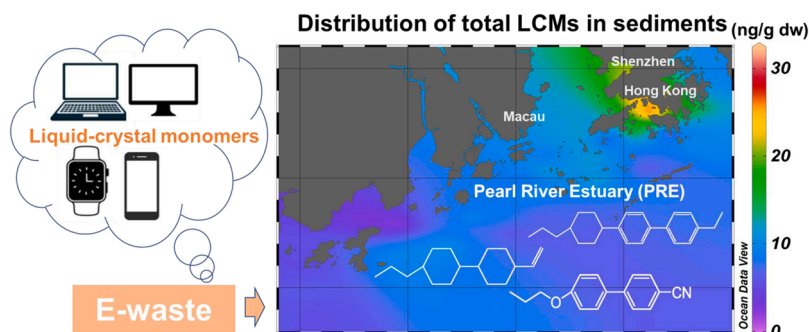 Distribution of total LCMs in sediments (ng/g dw)
Liquid-crystal monomers
E-waste
Shenzhen
Hong Kong
Macau
Pearl River Estuary (PRE)
O
CN
30
20
10
0
Ocean Data View